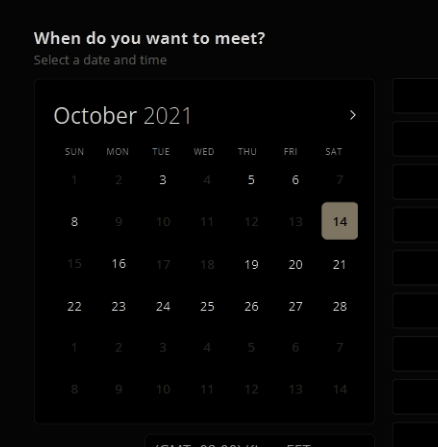 When do you want to meet?
Select a date and time
October 2021 >
SUN MON TUE WED THU FRI SAT
1 2 3 4 5 6 7
8 9 10 11 12 13 14
15 16 17 18 19 20 21
22 23 24 25 26 27 28
1 2 3 4 5 6 7
8 9 10 11 12 13 14